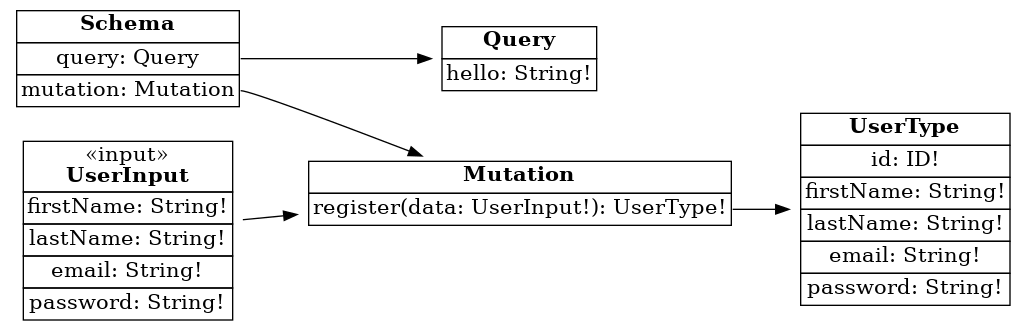 Schema
query: Query
mutation: Mutation
Query
hello: String!
«input»
UserInput
firstName: String!
lastName: String!
email: String!
password: String!
Mutation
register(data: UserInput!): UserType!
UserType
id: ID!
firstName: String!
lastName: String!
email: String!
password: String!